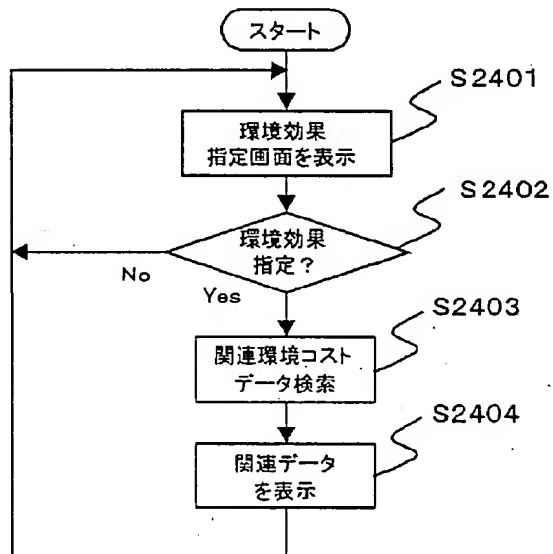 スタート
S2401
環境効果
指定画面を表示
S2402
環境効果
指定？
No
Yes
S2403
関連環境コスト
データ検索
S2404
関連データ
を表示